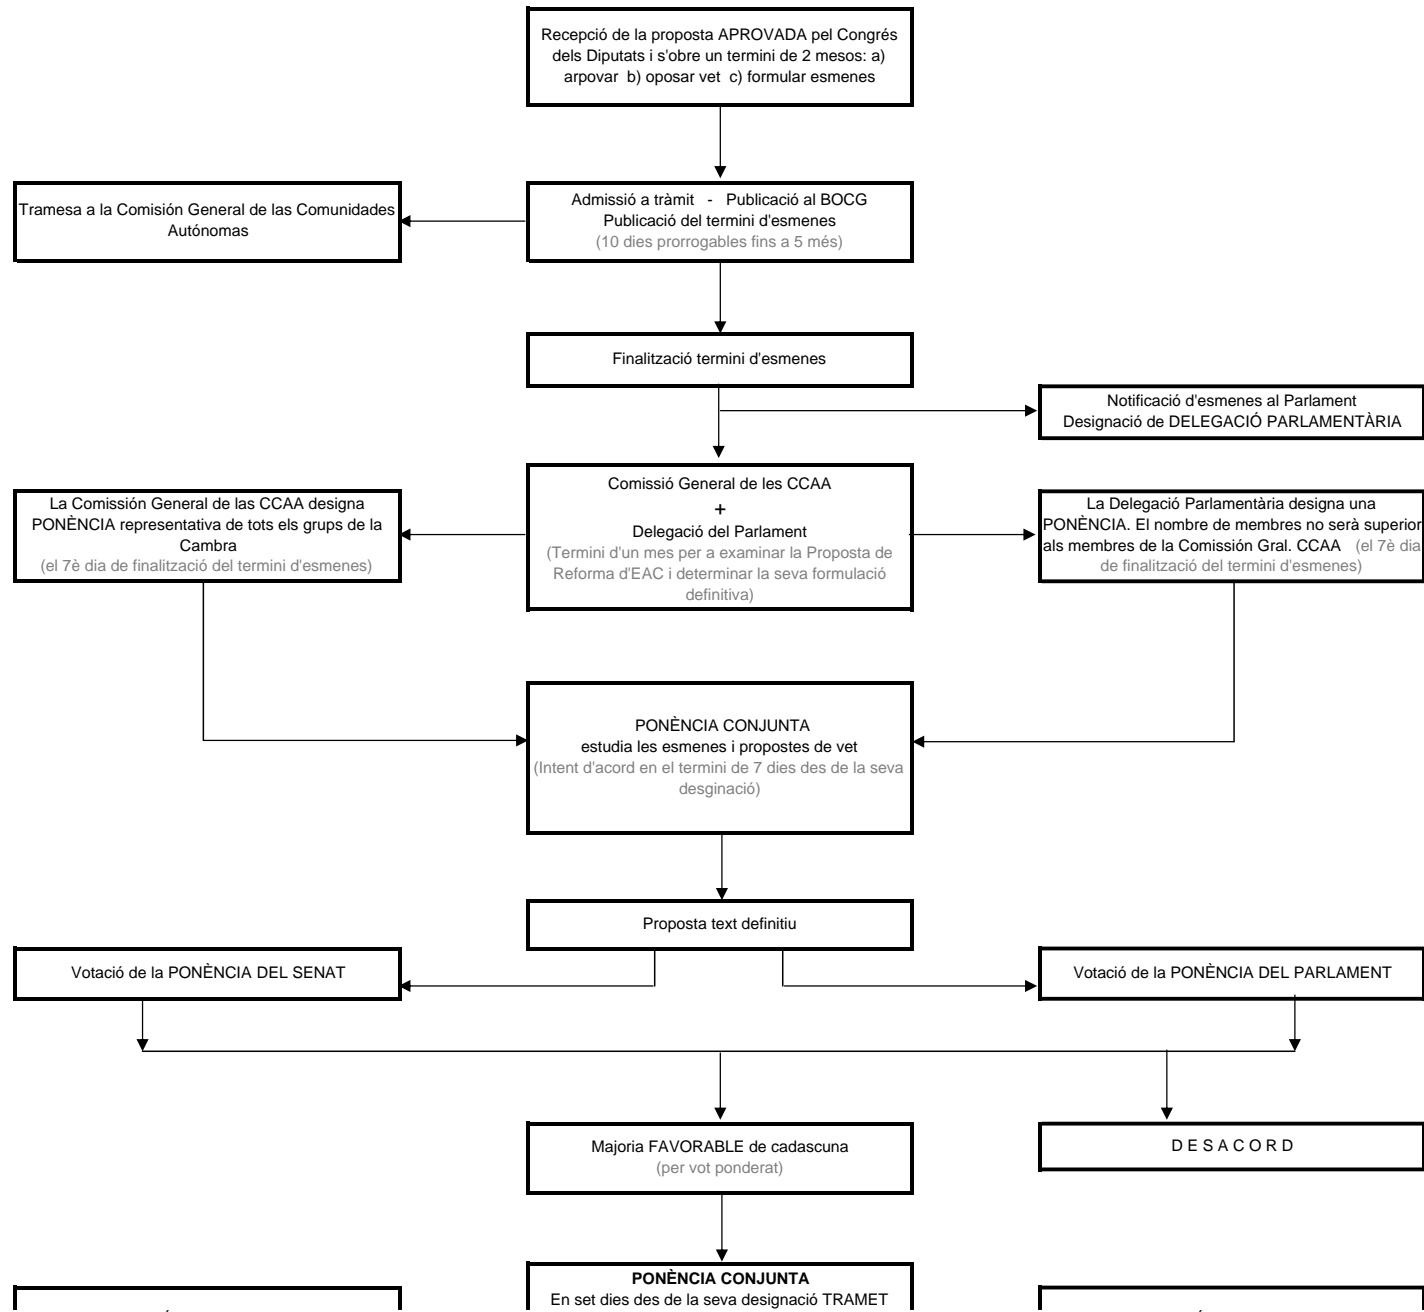 Recepció de la proposta APROVADA pel Congrés
dels Diputats i s'obre un termini de 2 mesos: a)
arpovar  b) oposar vet  c) formular esmenes
Tramesa a la Comisión General de las Comunidades
Autónomas
Admissió a tràmit  -  Publicació al BOCG
Publicació del termini d'esmenes
(10 dies prorrogables fins a 5 més)
Finalització termini d'esmenes
Notificació d'esmenes al Parlament
Designació de DELEGACIÓ PARLAMENTÀRIA
La Comissión General de las CCAA designa
PONÈNCIA representativa de tots els grups de la
Cambra
(el 7è dia de finalització del termini d'esmenes)
Comissió General de les CCAA
+
Delegació del Parlament
(Termini d'un mes per a examinar la Proposta de
Reforma d'EAC i determinar la seva formulació
definitiva)
La Delegació Parlamentària designa una
PONÈNCIA. El nombre de membres no serà superior
als membres de la Comissión Gral. CCAA   (el 7è dia
de finalització del termini d'esmenes)
PONÈNCIA CONJUNTA
estudia les esmenes i propostes de vet
(Intent d'acord en el termini de 7 dies des de la seva
desginació)
Proposta text definitiu
Votació de la PONÈNCIA DEL SENAT
Votació de la PONÈNCIA DEL PARLAMENT
Majoria FAVORABLE de cadascuna
(per vot ponderat)
D E S A C O R D
PONÈNCIA CONJUNTA
En set dies des de la seva designació TRAMET